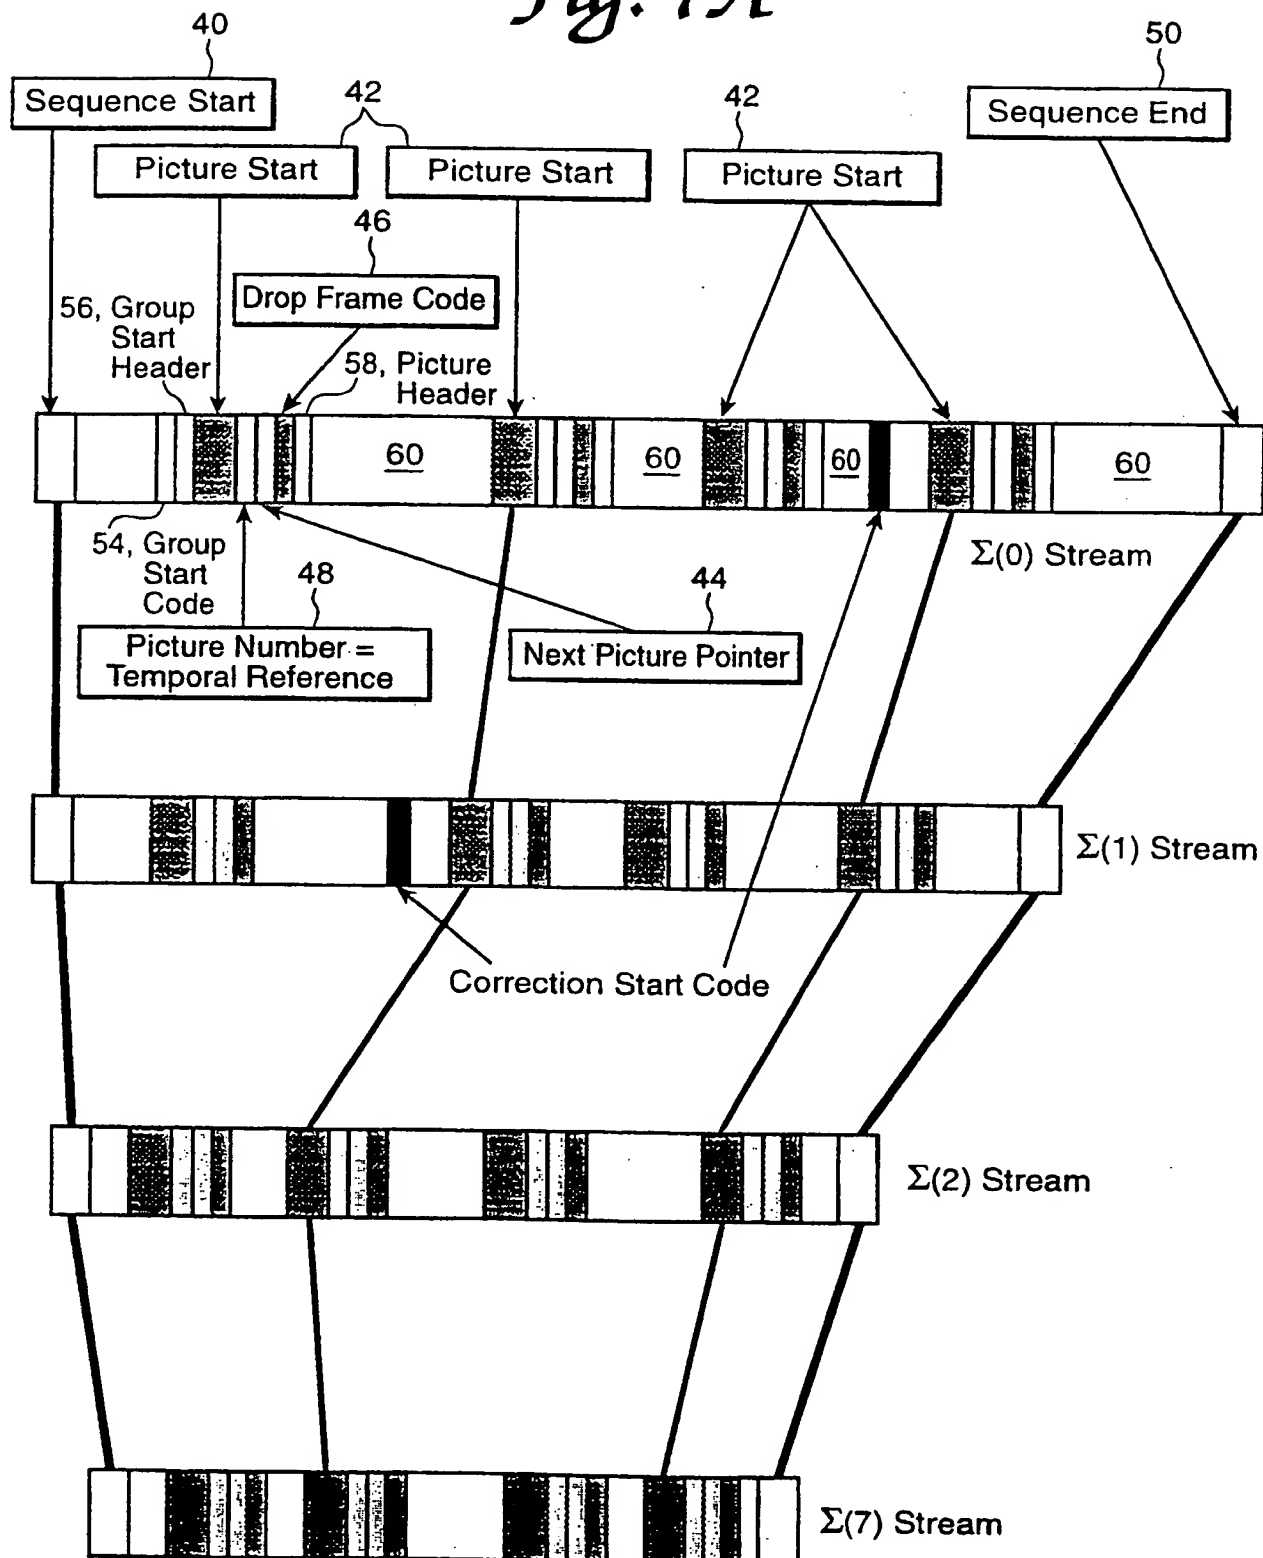 40
50
Sequence Start
42
42
Sequence End
Picture Start
Picture Start
Picture Start
46
Drop Frame Code
56, Group
Start
Header
58, Picture
Header
60
60
60
60
54, Group
Start
Code
Σ(0) Stream
48
44
Picture Number =
Temporal Reference
Next Picture Pointer
Σ(1) Stream
Correction Start Code
Σ(2) Stream
Σ(7) Stream